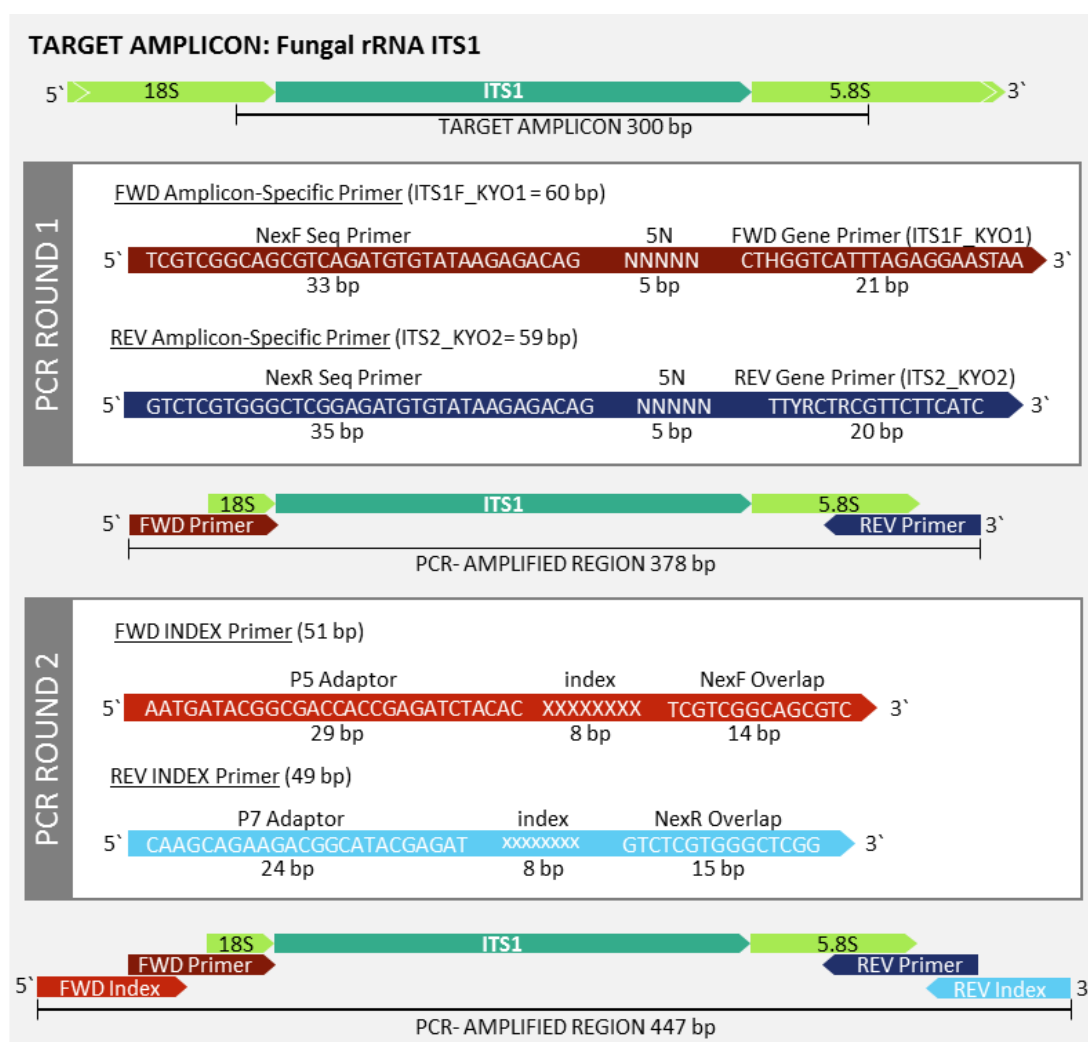 TARGET AMPLICON: Fungal rRNA ITS1
5` 18S ITS1 5.8S 3`
TARGET AMPLICON 300 bp
PCR ROUND 1
FWD Amplicon-Specific Primer (ITS1F_KYO1 = 60 bp)
NexF Seq Primer 5N FWD Gene Primer (ITS1F_KYO1)
5` TCGTCGGCAGCGTCAGATGTGTATAAGAGACAG NNNNN CTHGGTCATTTAGAGGAASTAA 3`
33 bp 5 bp 21 bp
REV Amplicon-Specific Primer (ITS2_KYO2= 59 bp)
NexR Seq Primer 5N REV Gene Primer (ITS2_KYO2)
5` GTCTCGTGGGCTCGGAGATGTGTATAAGAGACAG NNNNN TTYRCTRCGTTCTTCATC 3`
35 bp 5 bp 20 bp
5` 18S ITS1 5.8S
FWD Primer REV Primer 3`
PCR- AMPLIFIED REGION 378 bp
PCR ROUND 2
FWD INDEX Primer (51 bp)
P5 Adaptor index NexF Overlap
5` AATGATACGGCGACCACCGAGATCTACAC XXXXXXXX TCGTCGGCAGCGTC 3`
29 bp 8 bp 14 bp
REV INDEX Primer (49 bp)
P7 Adaptor index NexR Overlap
5` CAAGCAGAAGACGGCATACGAGAT xxxxxxxx GTCTCGTGGGCTCGG 3`
24 bp 8 bp 15 bp
18S ITS1 5.8S
FWD Primer REV Primer
5` FWD Index REV Index 3
PCR- AMPLIFIED REGION 447 bp